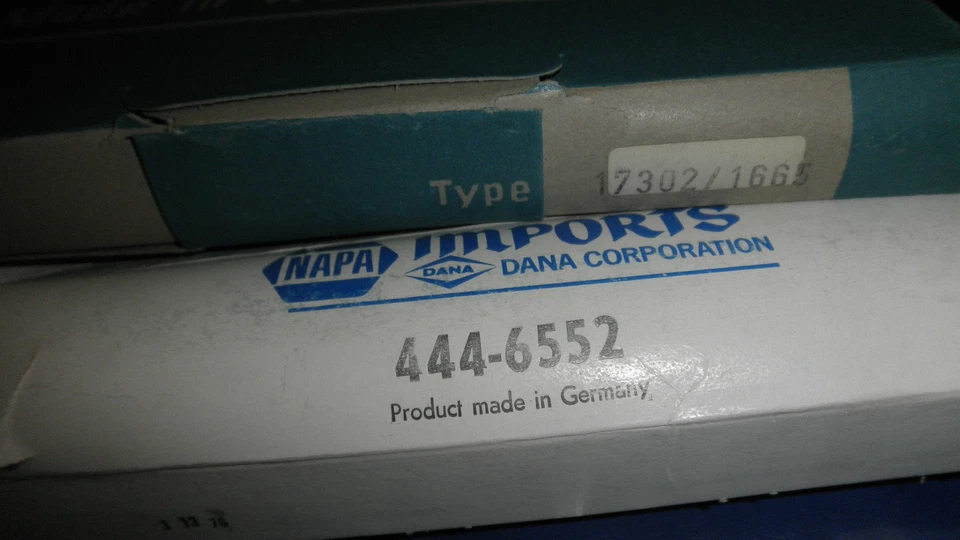 Type 17302/1665
NAPA IMPORTS
DANA DANA CORPORATION
444-6552
Product made in Germany